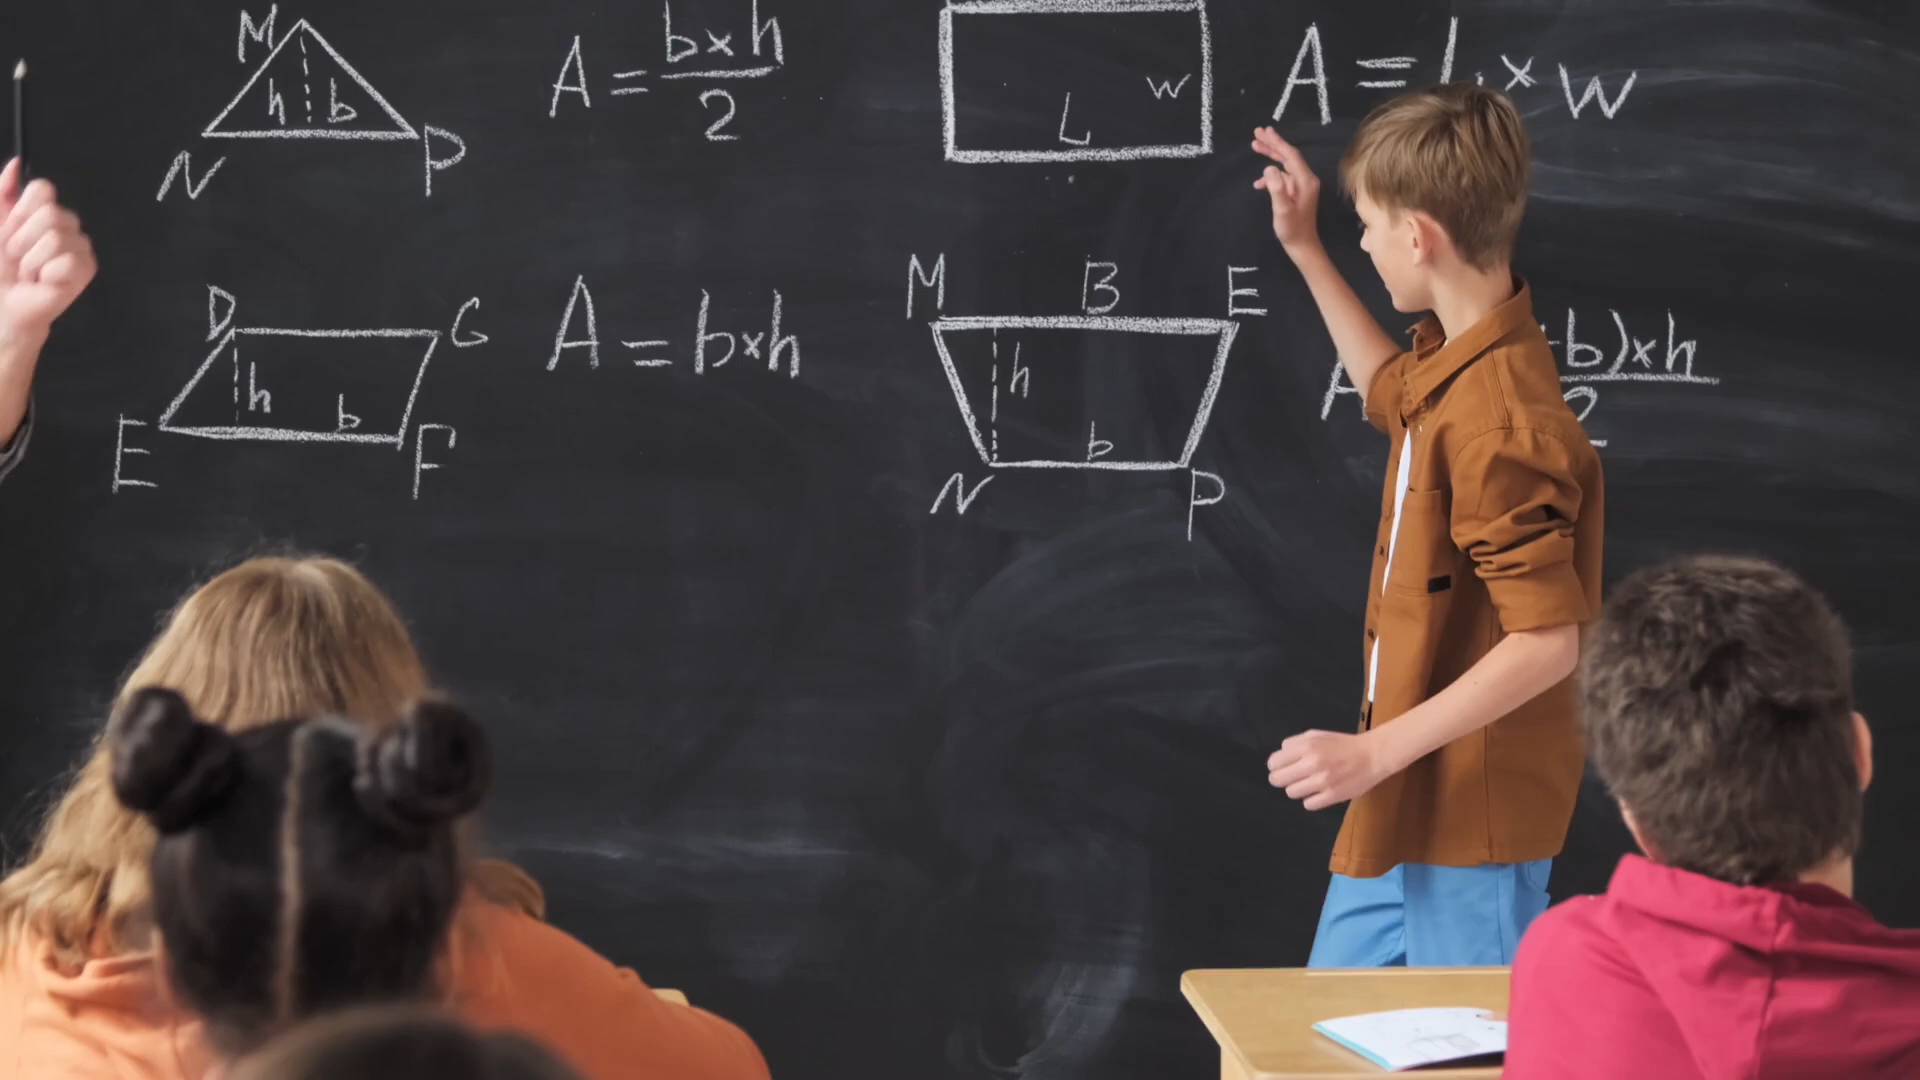 M
h b
N P
A = b×h
2
L w
A = L × w
D G
h b
E F
A = b×h
M B E
h
b
N P
A
b)×h
2